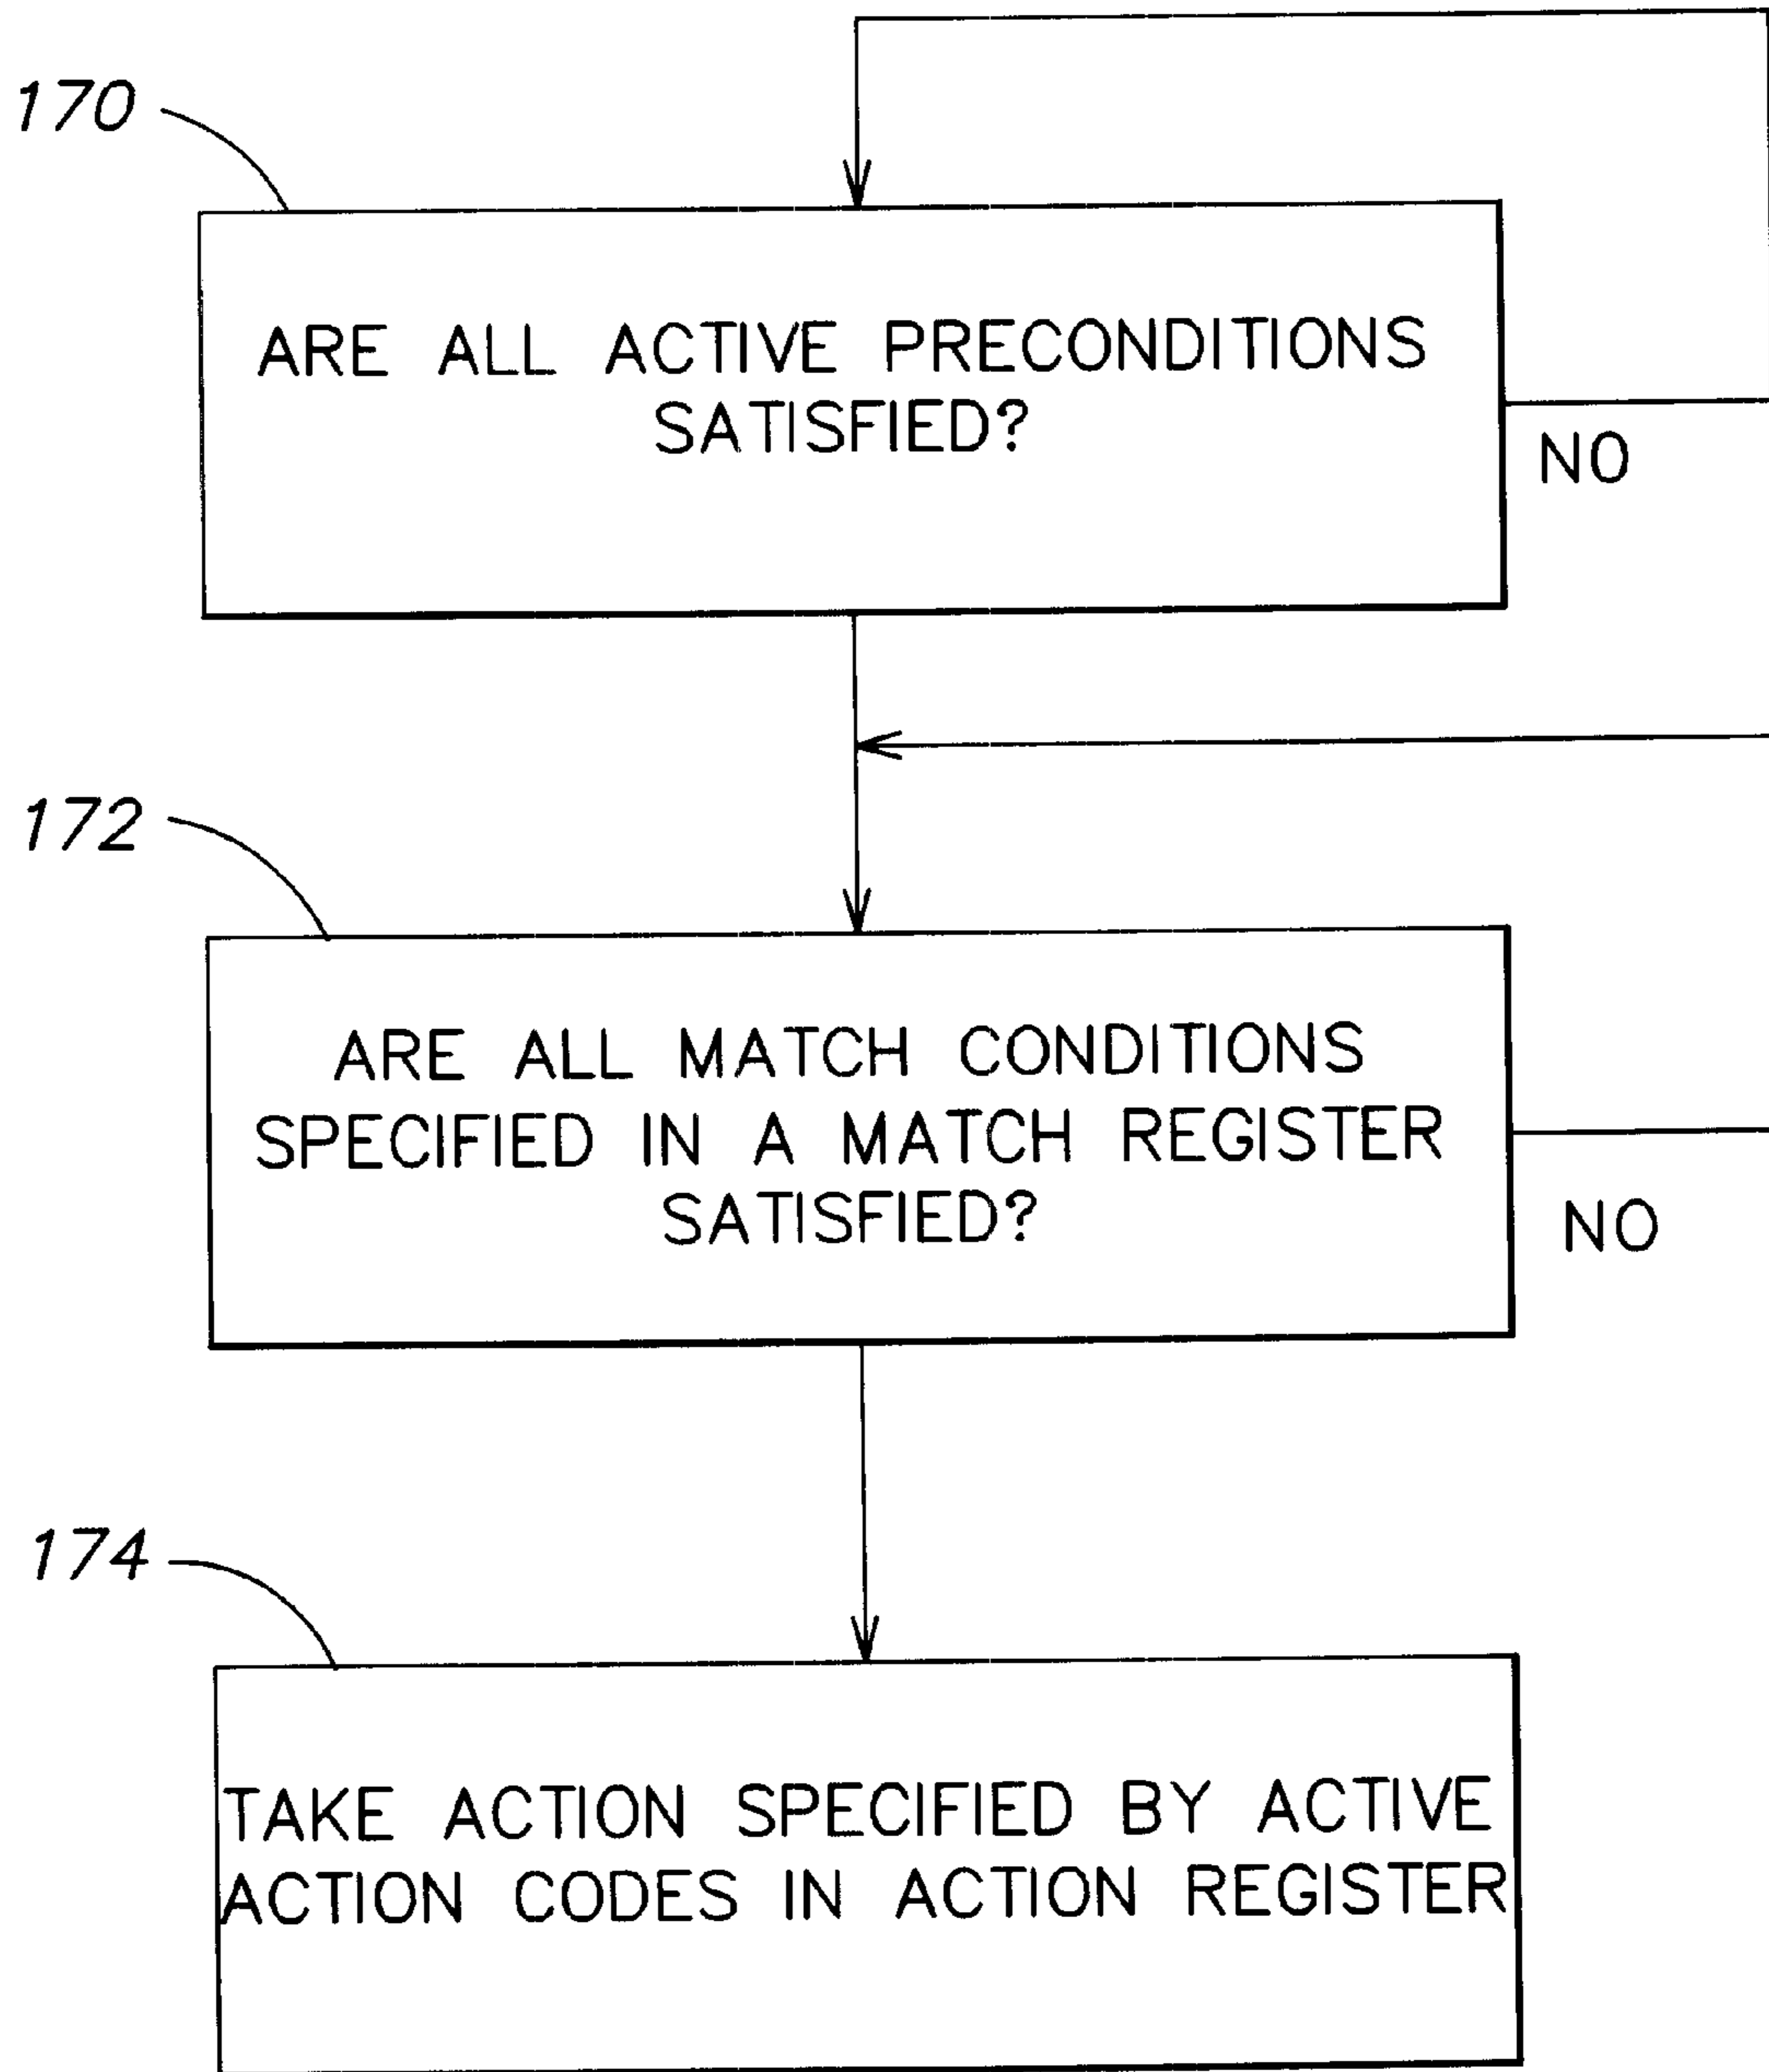 170
ARE ALL ACTIVE PRECONDITIONS
SATISFIED?
NO
172
ARE ALL MATCH CONDITIONS
SPECIFIED IN A MATCH REGISTER
SATISFIED?
NO
174
TAKE ACTION SPECIFIED BY ACTIVE
ACTION CODES IN ACTION REGISTER